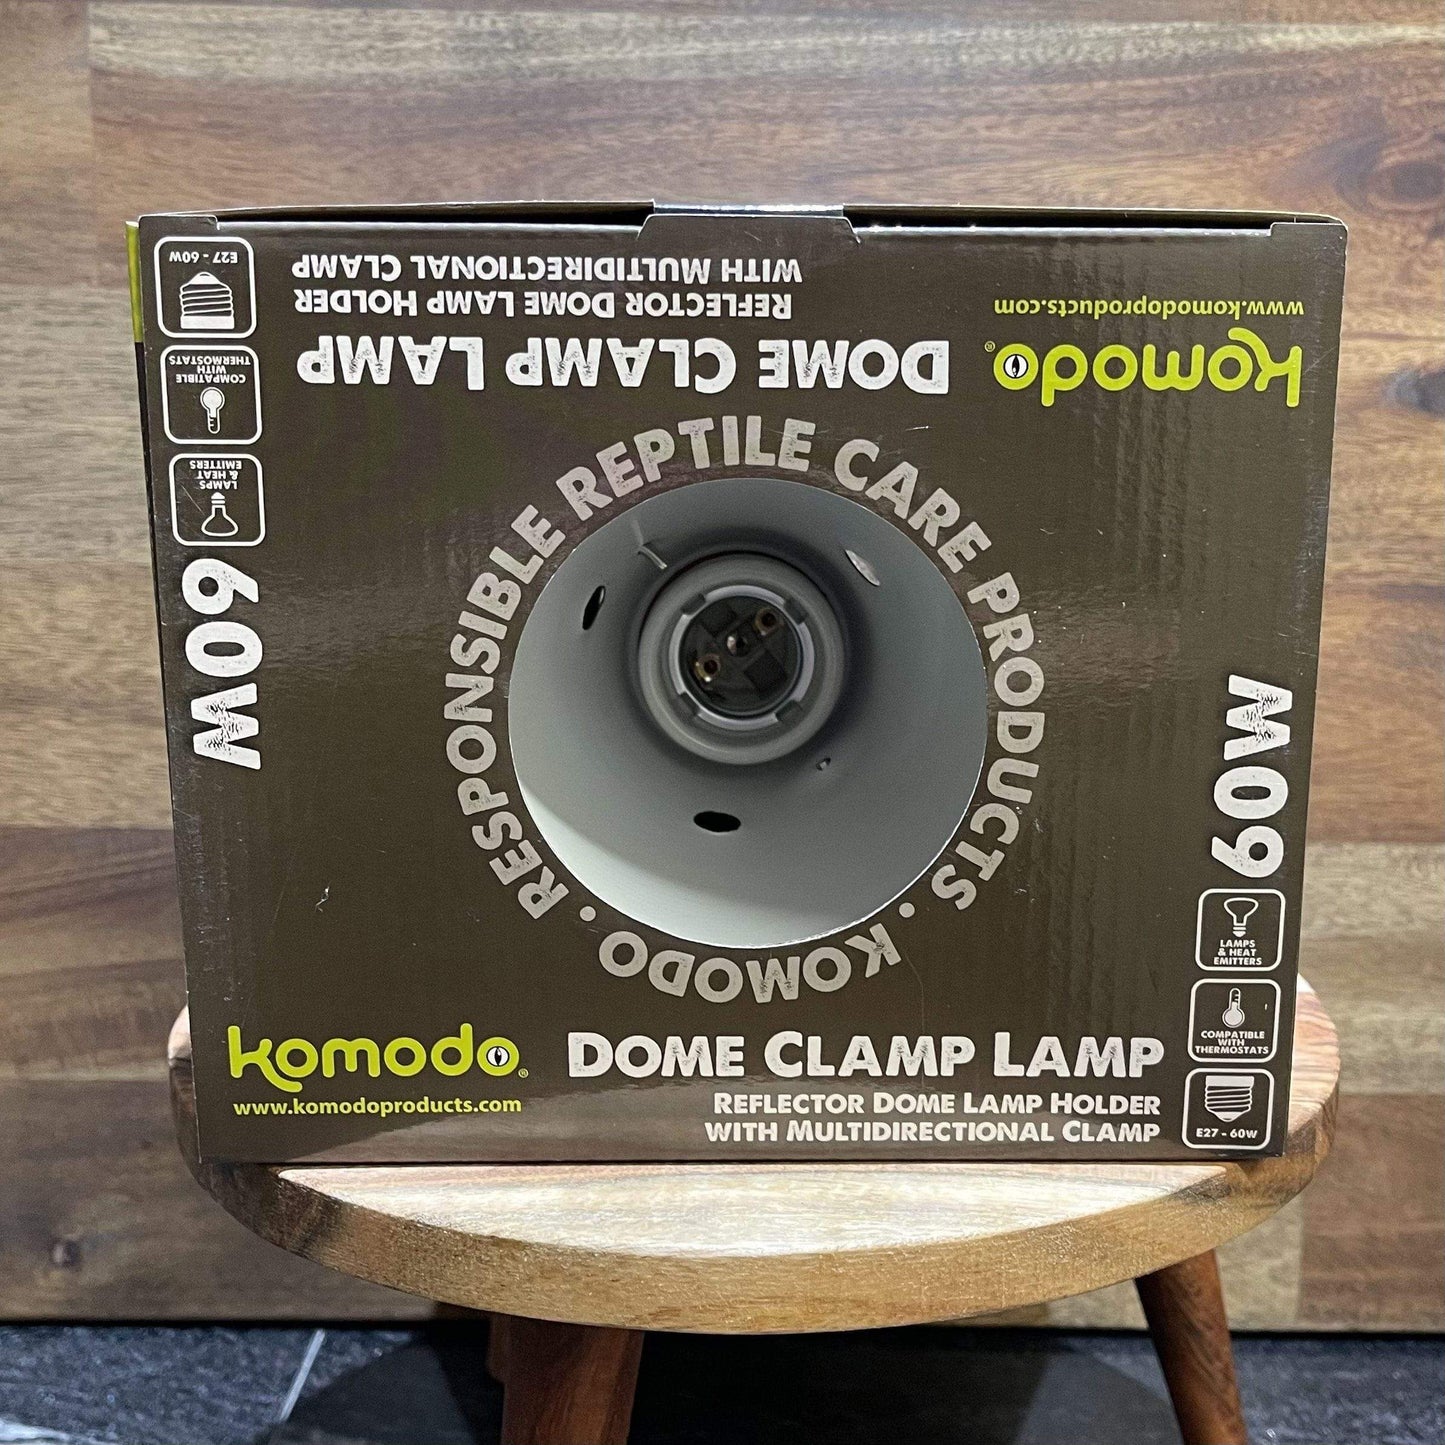 E27 - 60W
COMPATIBLE
WITH
THERMOSTATS
LAMPS
& HEAT
EMITTERS
60W
REFLECTOR DOME LAMP HOLDER
WITH MULTIDIRECTIONAL CLAMP
DOME CLAMP LAMP
www.komodoproducts.com
komodo®
RESPONSIBLE REPTILE CARE PRODUCTS · KOMODO ·
60W
LAMPS
& HEAT
EMITTERS
COMPATIBLE
WITH
THERMOSTATS
E27 - 60W
komodo®
www.komodoproducts.com
DOME CLAMP LAMP
REFLECTOR DOME LAMP HOLDER
WITH MULTIDIRECTIONAL CLAMP